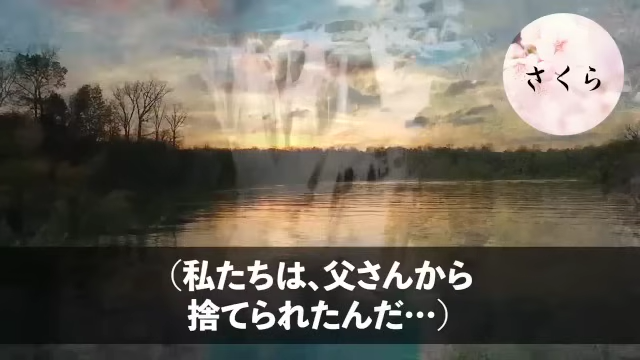 さくら
(私たちは、父さんから
捨てられたんだ…)